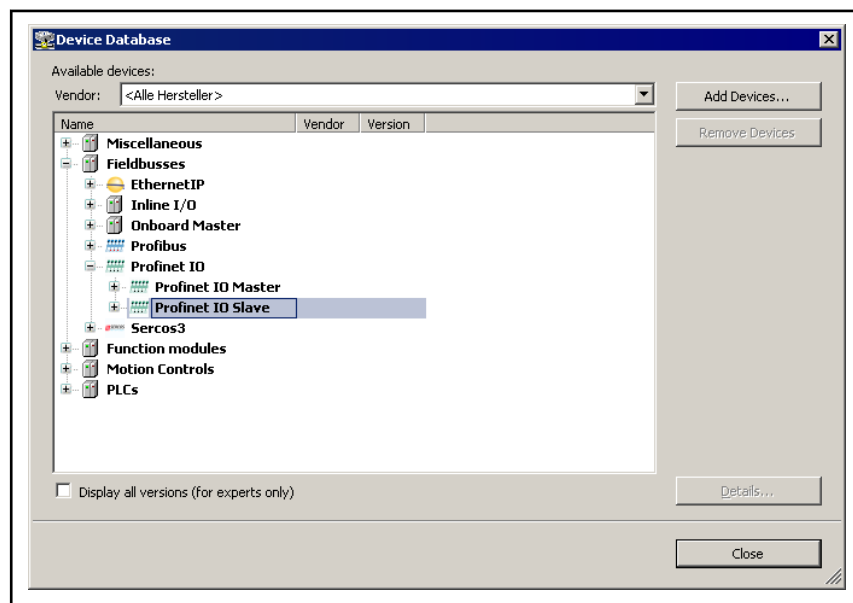 Device Database
Available devices:
Vendor: <Alle Hersteller>
Add Devices...
Name Vendor Version
Remove Devices
Miscellaneous
Fieldbusses
EthernetIP
Inline I/O
Onboard Master
Profibus
Profinet IO
Profinet IO Master
Profinet IO Slave
Sercos3
Function modules
Motion Controls
PLCs
Display all versions (for experts only)
Details...
Close